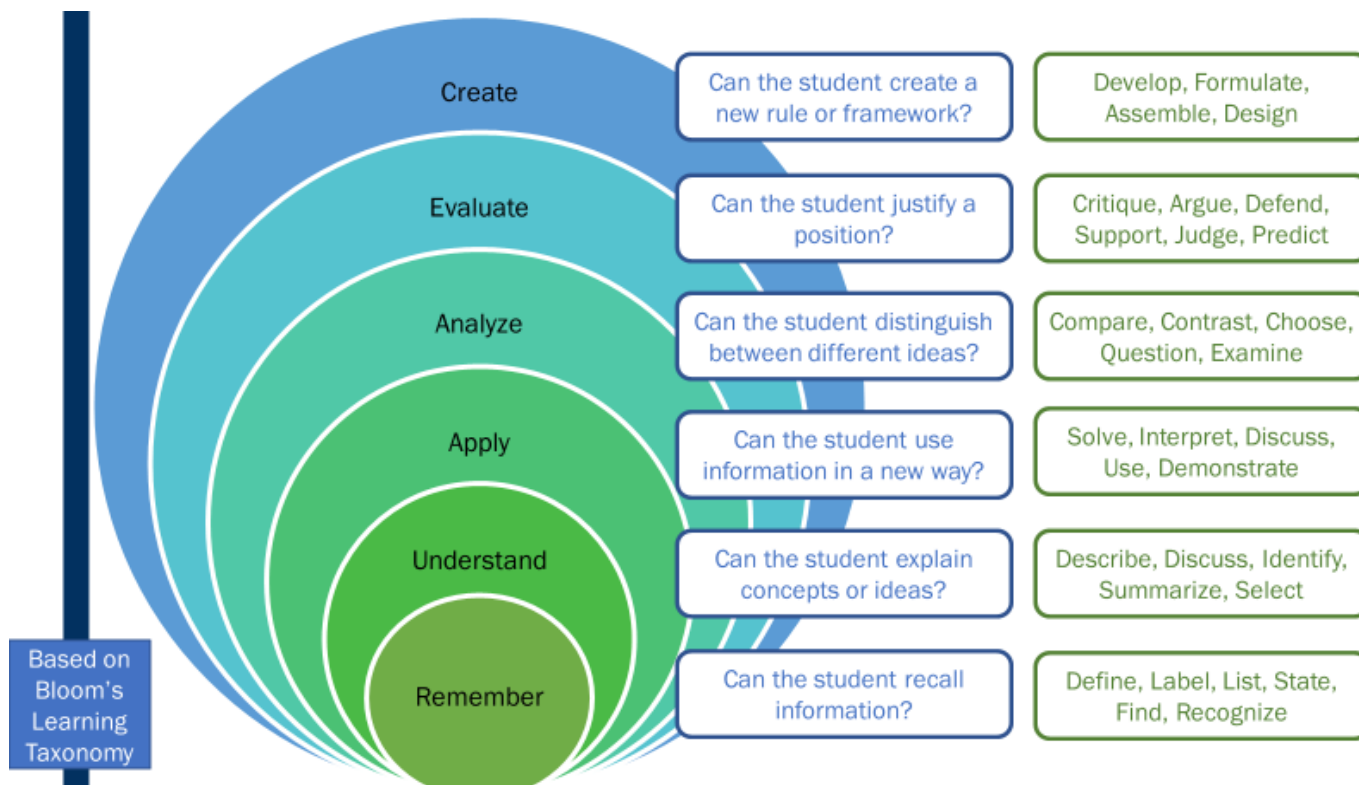 Create
Can the student create a
new rule or framework?
Develop, Formulate,
Assemble, Design
Evaluate
Can the student justify a
position?
Critique, Argue, Defend,
Support, Judge, Predict
Analyze
Can the student distinguish
between different ideas?
Compare, Contrast, Choose,
Question, Examine
Apply
Can the student use
information in a new way?
Solve, Interpret, Discuss,
Use, Demonstrate
Understand
Can the student explain
concepts or ideas?
Describe, Discuss, Identify,
Summarize, Select
Remember
Can the student recall
information?
Define, Label, List, State,
Find, Recognize
Based on
Bloom's
Learning
Taxonomy